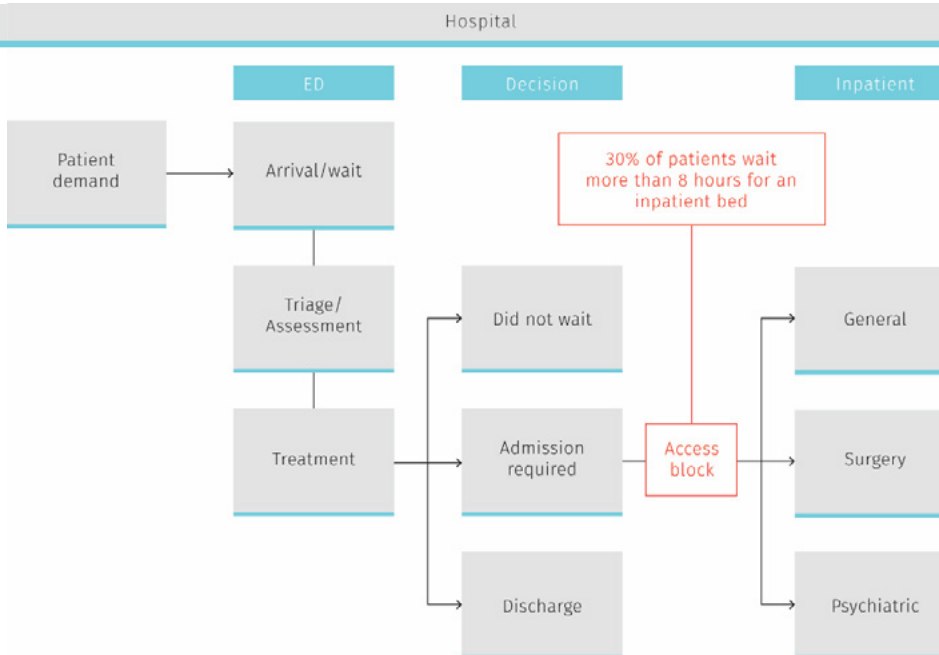 Hospital
ED
Decision
Inpatient
Patient
demand
Arrival/wait
30% of patients wait
more than 8 hours for an
inpatient bed
Triage/
Assessment
Did not wait
General
Treatment
Admission
required
Access
block
Surgery
Discharge
Psychiatric